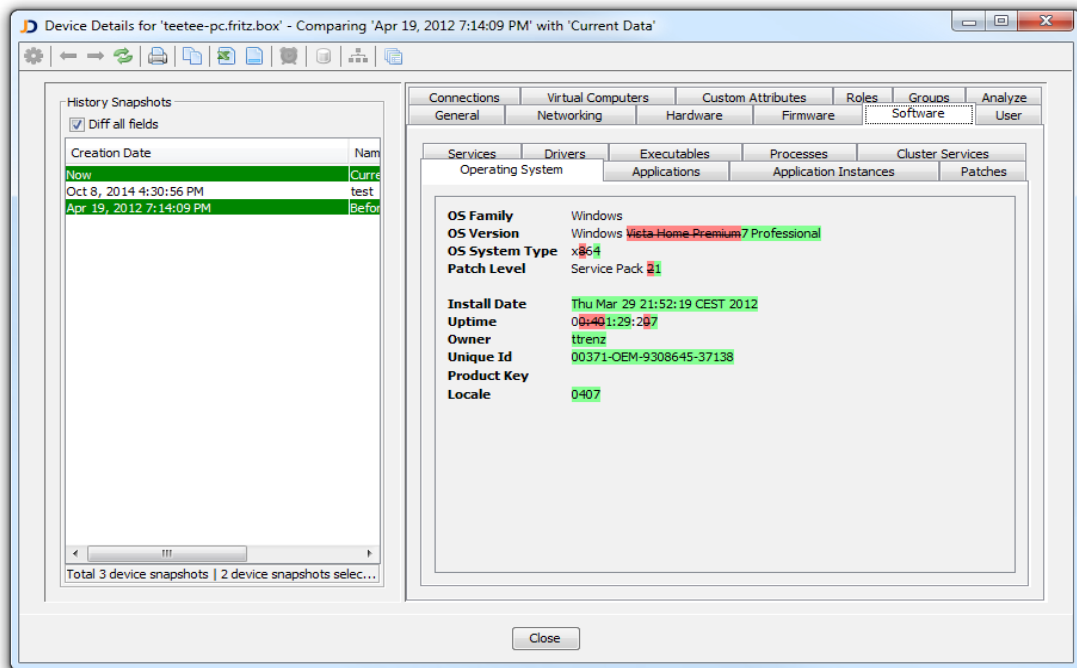 Device Details for 'teetee-pc.fritz.box' - Comparing 'Apr 19, 2012 7:14:09 PM' with 'Current Data'
History Snapshots
Diff all fields
Creation Date Nam
Now Curre
Oct 8, 2014 4:30:56 PM test
Apr 19, 2012 7:14:09 PM Befor
Total 3 device snapshots | 2 device snapshots selec...
Connections Virtual Computers Custom Attributes Roles Groups Analyze
General Networking Hardware Firmware Software User
Services Drivers Executables Processes Cluster Services
Operating System Applications Application Instances Patches
OS Family Windows
OS Version Windows Vista Home Premium7 Professional
OS System Type x864
Patch Level Service Pack 21
Install Date Thu Mar 29 21:52:19 CEST 2012
Uptime 00:401:29:207
Owner ttrenz
Unique Id 00371-OEM-9308645-37138
Product Key
Locale 0407
Close